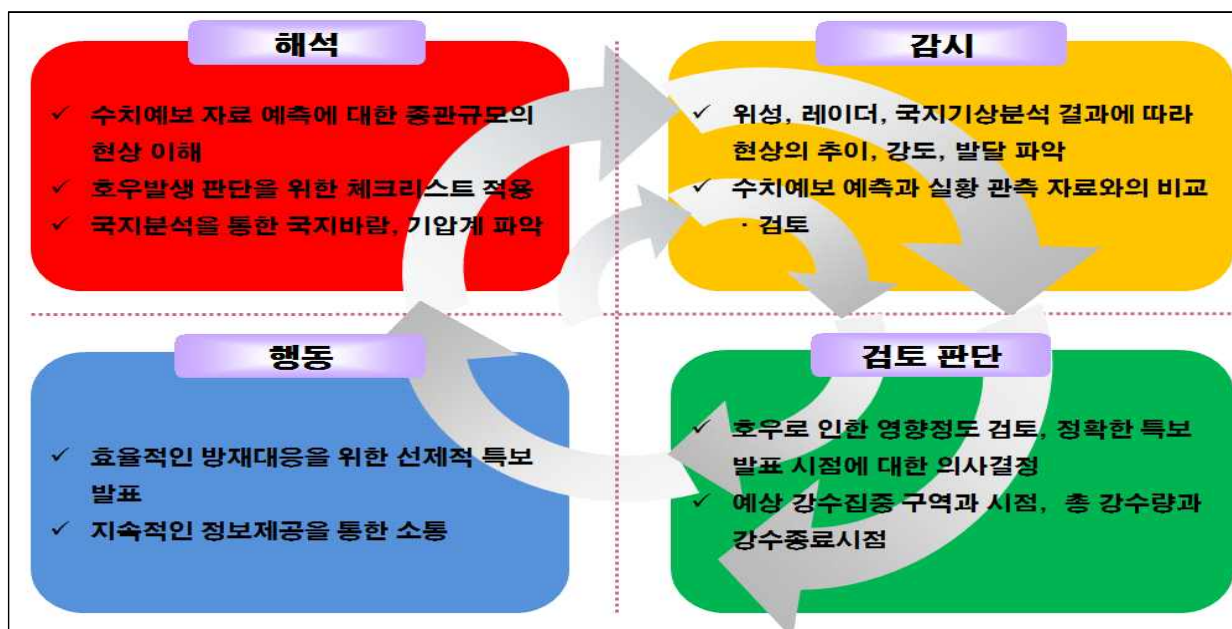 해석
✓ 수치예보 자료 예측에 대한 종관규모의
현상 이해
✓ 호우발생 판단을 위한 체크리스트 적용
✓ 국지분석을 통한 국지바람, 기압계 파악
감시
✓ 위성, 레이더, 국지기상분석 결과에 따라
현상의 추이, 강도, 발달 파악
✓ 수치예보 예측과 실황 관측 자료와의 비교
· 검토
행동
✓ 효율적인 방재대응을 위한 선제적 특보
발표
✓ 지속적인 정보제공을 통한 소통
검토 판단
✓ 호우로 인한 영향정도 검토, 정확한 특보
발표 시점에 대한 의사결정
✓ 예상 강수집중 구역과 시점, 총 강수량과
강수종료시점